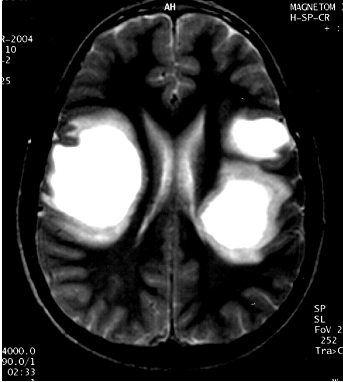 AH
MAGNETOM
H-SP-CR
+ :
R-2004
10
-2
25
SP
SL
FoV 2
252
Tra>C
4000.0
90.0/1
02:33